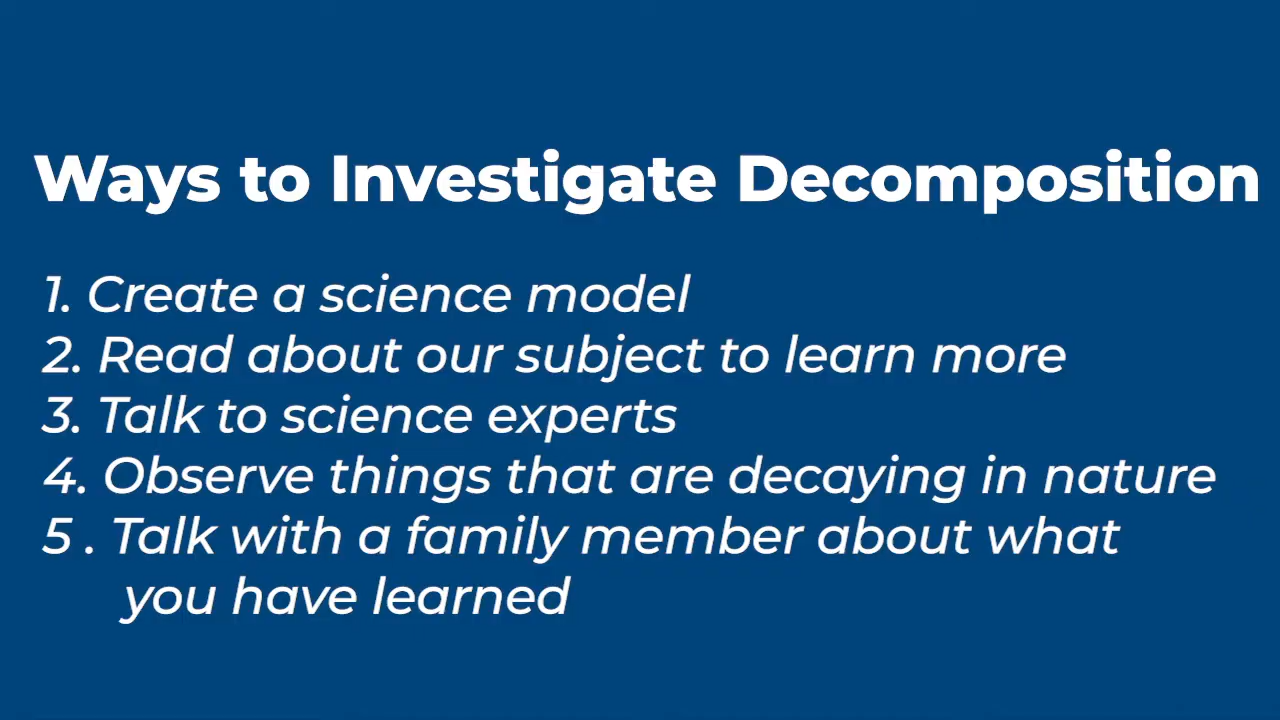 Ways to Investigate Decomposition
1. Create a science model
2. Read about our subject to learn more
3. Talk to science experts
4. Observe things that are decaying in nature
5 . Talk with a family member about what
you have learned